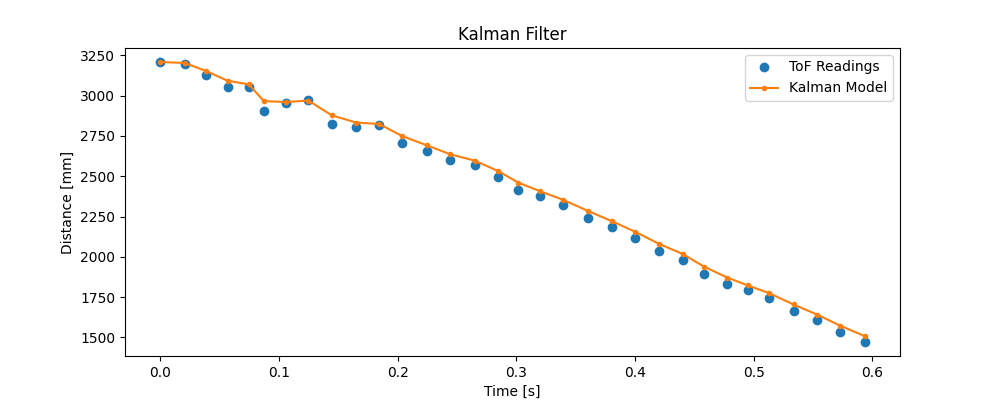 Kalman Filter
ToF Readings
Kalman Model
Distance [mm]
3250
3000
2750
2500
2250
2000
1750
1500
0.0 0.1 0.2 0.3 0.4 0.5 0.6
Time [s]